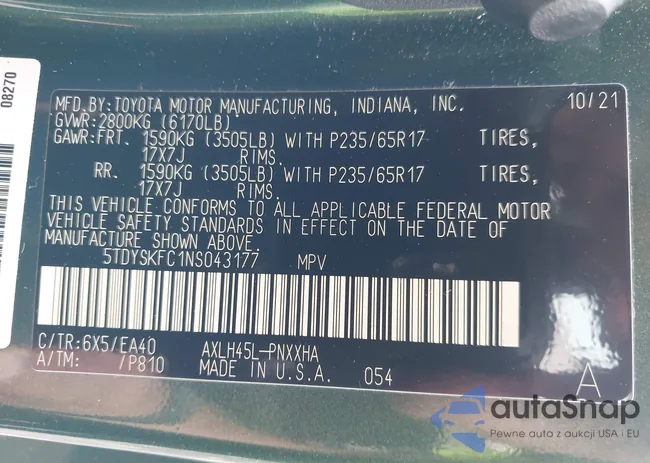 08270
MFD.BY:TOYOTA MOTOR MANUFACTURING, INDIANA, INC. 10/21
GVWR:2800KG (6170LB)
GAWR:FRT. 1590KG (3505LB) WITH P235/65R17 TIRES,
17X7J RIMS.
RR. 1590KG (3505LB) WITH P235/65R17 TIRES,
17X7J RIMS.
THIS VEHICLE CONFORMS TO ALL APPLICABLE FEDERAL MOTOR
VEHICLE SAFETY STANDARDS IN EFFECT ON THE DATE OF
MANUFACTURE SHOWN ABOVE.
5TDYSKFC1NS043177 MPV
C/TR:6X5/EA40 AXLH45L-PNXXHA
A/TM: /P810 MADE IN U.S.A. 054
A
autoSnap
Pewne auta z aukcji USA i EU